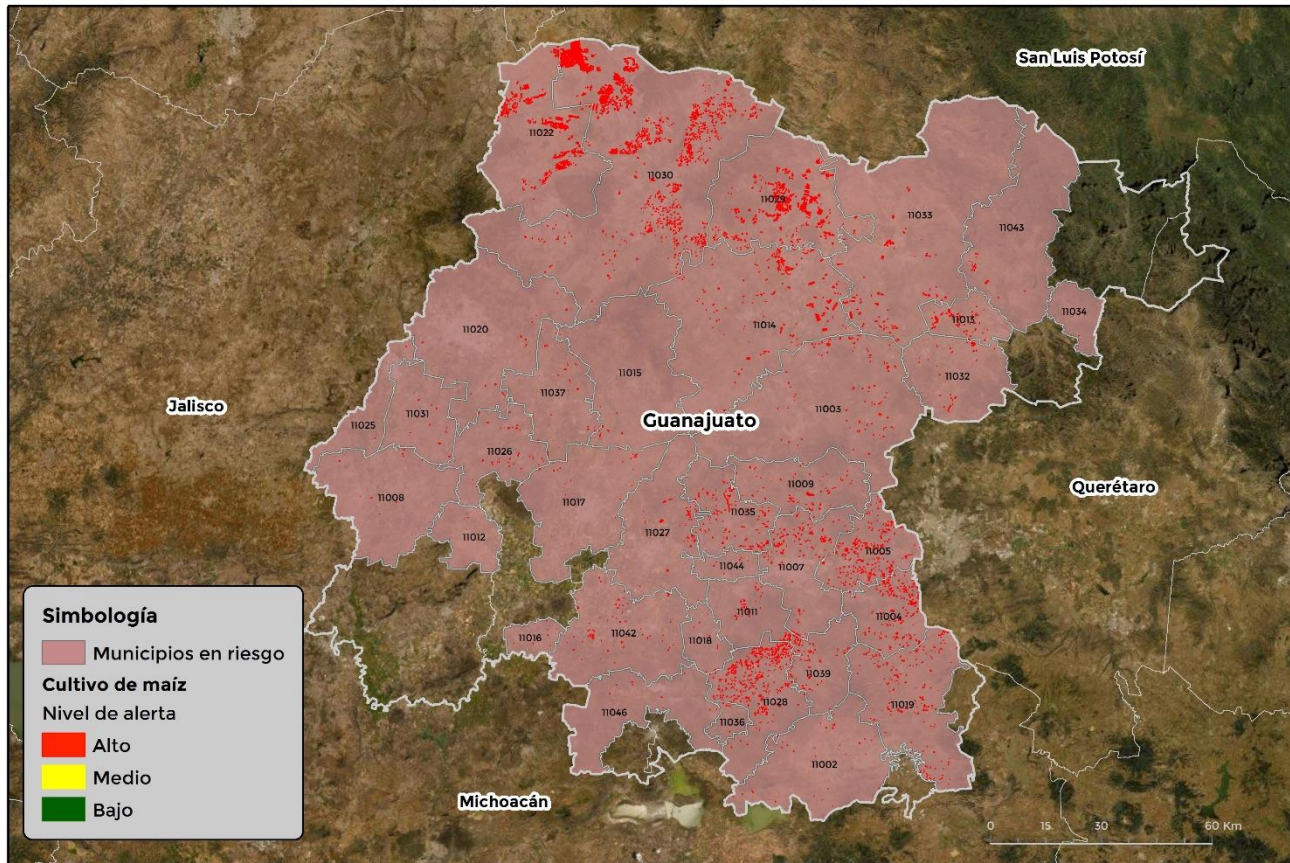 San Luis Potosí
11022
11030
11029
11033
11043
11034
11013
11014
11020
11032
11015
11037
11003
Jalisco
Guanajuato
11031
11025
11026
11009
Querétaro
11008
11017
11035
11027
11012
11005
11044
11007
Simbología
Municipios en riesgo
Cultivo de maíz
Nivel de alerta
Alto
Medio
Bajo
11011
11004
11016
11042
11018
11039
11028
11019
11046
11036
11002
Michoacán
0 15 30 60 Km